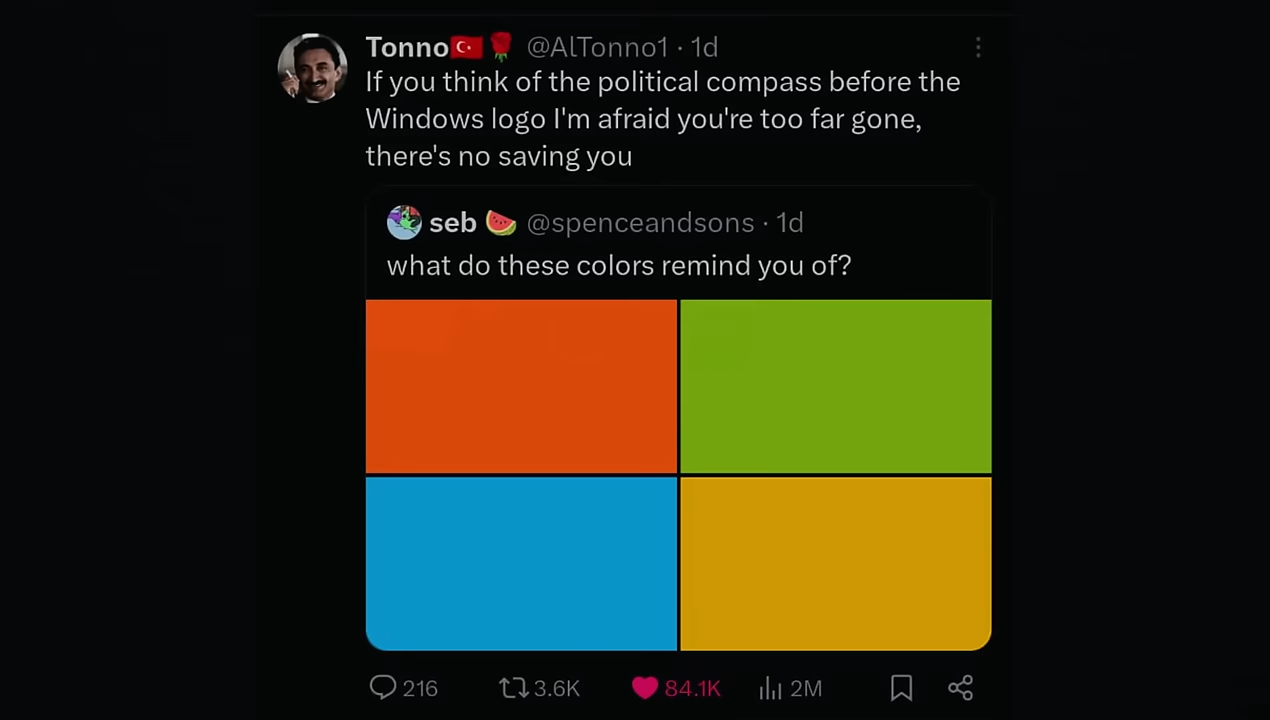 Tonno🇹🇷🌹 @AlTonno1 · 1d
If you think of the political compass before the
Windows logo I'm afraid you're too far gone,
there's no saving you
seb 🍉 @spenceandsons · 1d
what do these colors remind you of?
216 3.6K 84.1K 2M